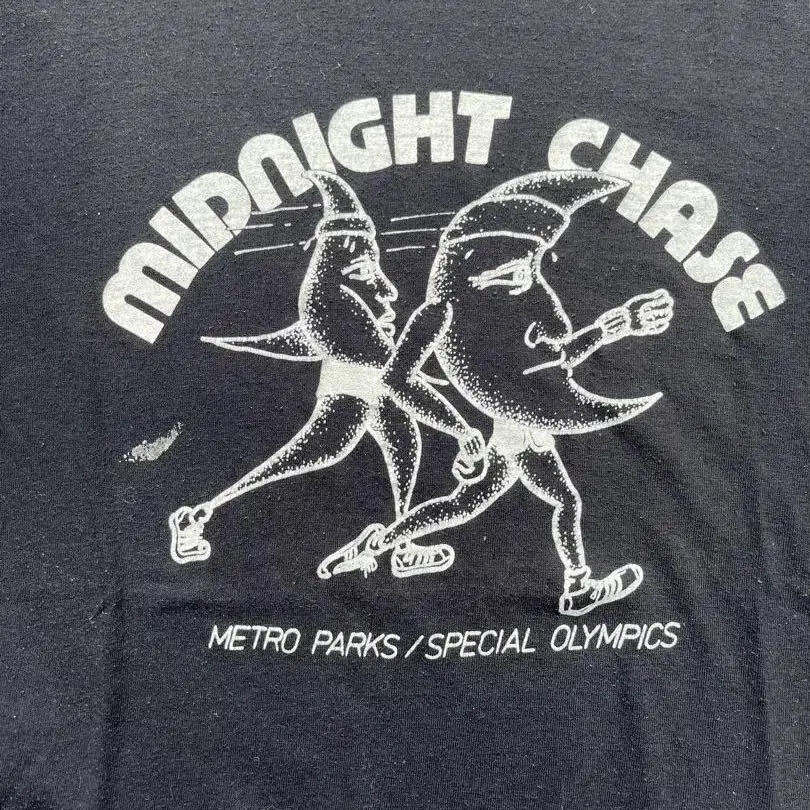 MIDNIGHT CHASE
METRO PARKS / SPECIAL OLYMPICS